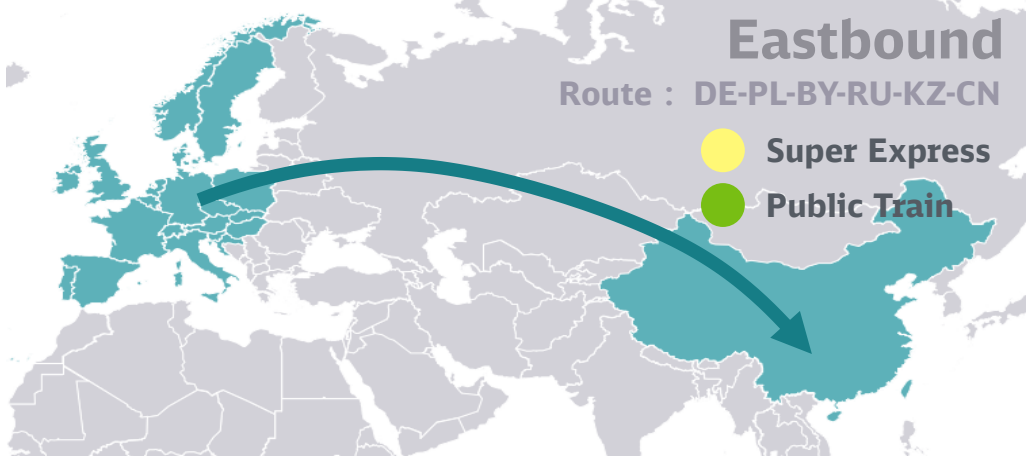 Eastbound
Route : DE-PL-BY-RU-KZ-CN
Super Express
Public Train